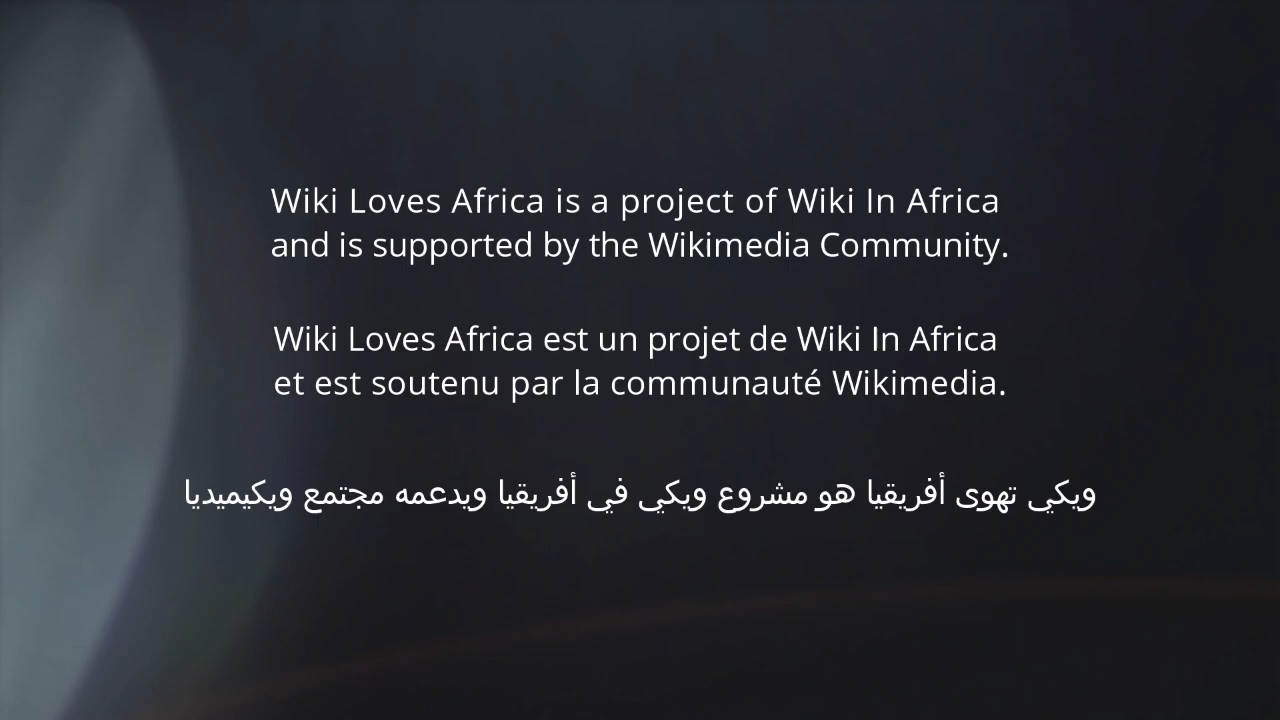 Wiki Loves Africa is a project of Wiki In Africa
and is supported by the Wikimedia Community.
Wiki Loves Africa est un projet de Wiki In Africa
et est soutenu par la communauté Wikimedia.
ويكي تهوى أفريقيا هو مشروع ويكي في أفريقيا ويدعمه مجتمع ويكيميديا